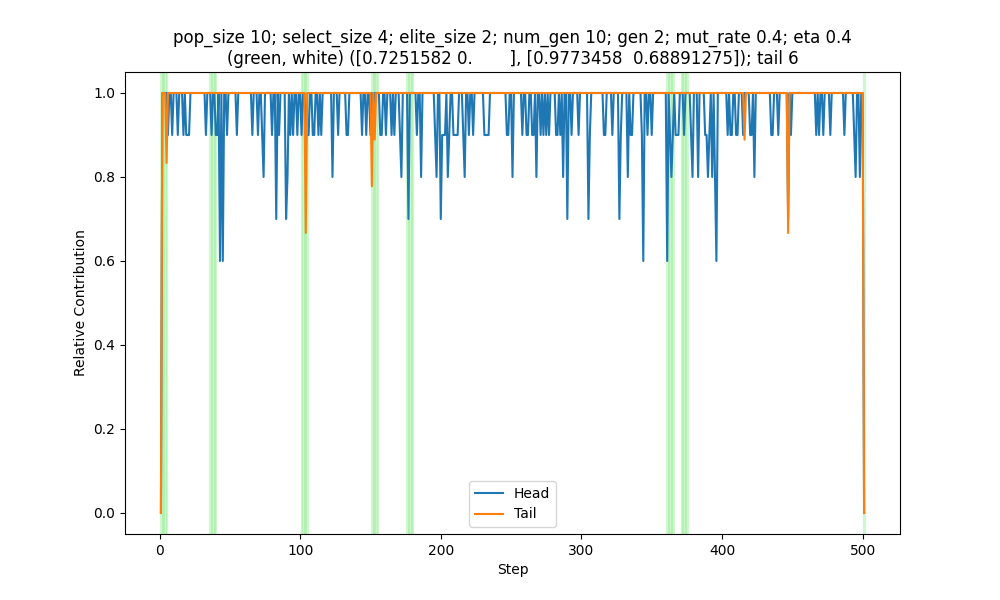 pop_size 10; select_size 4; elite_size 2; num_gen 10; gen 2; mut_rate 0.4; eta 0.4
(green, white) ([0.7251582 0.       ], [0.9773458  0.68891275]); tail 6
1.0
0.8
0.6
0.4
0.2
0.0
Relative Contribution
Head
Tail
0
100
200
300
400
500
Step